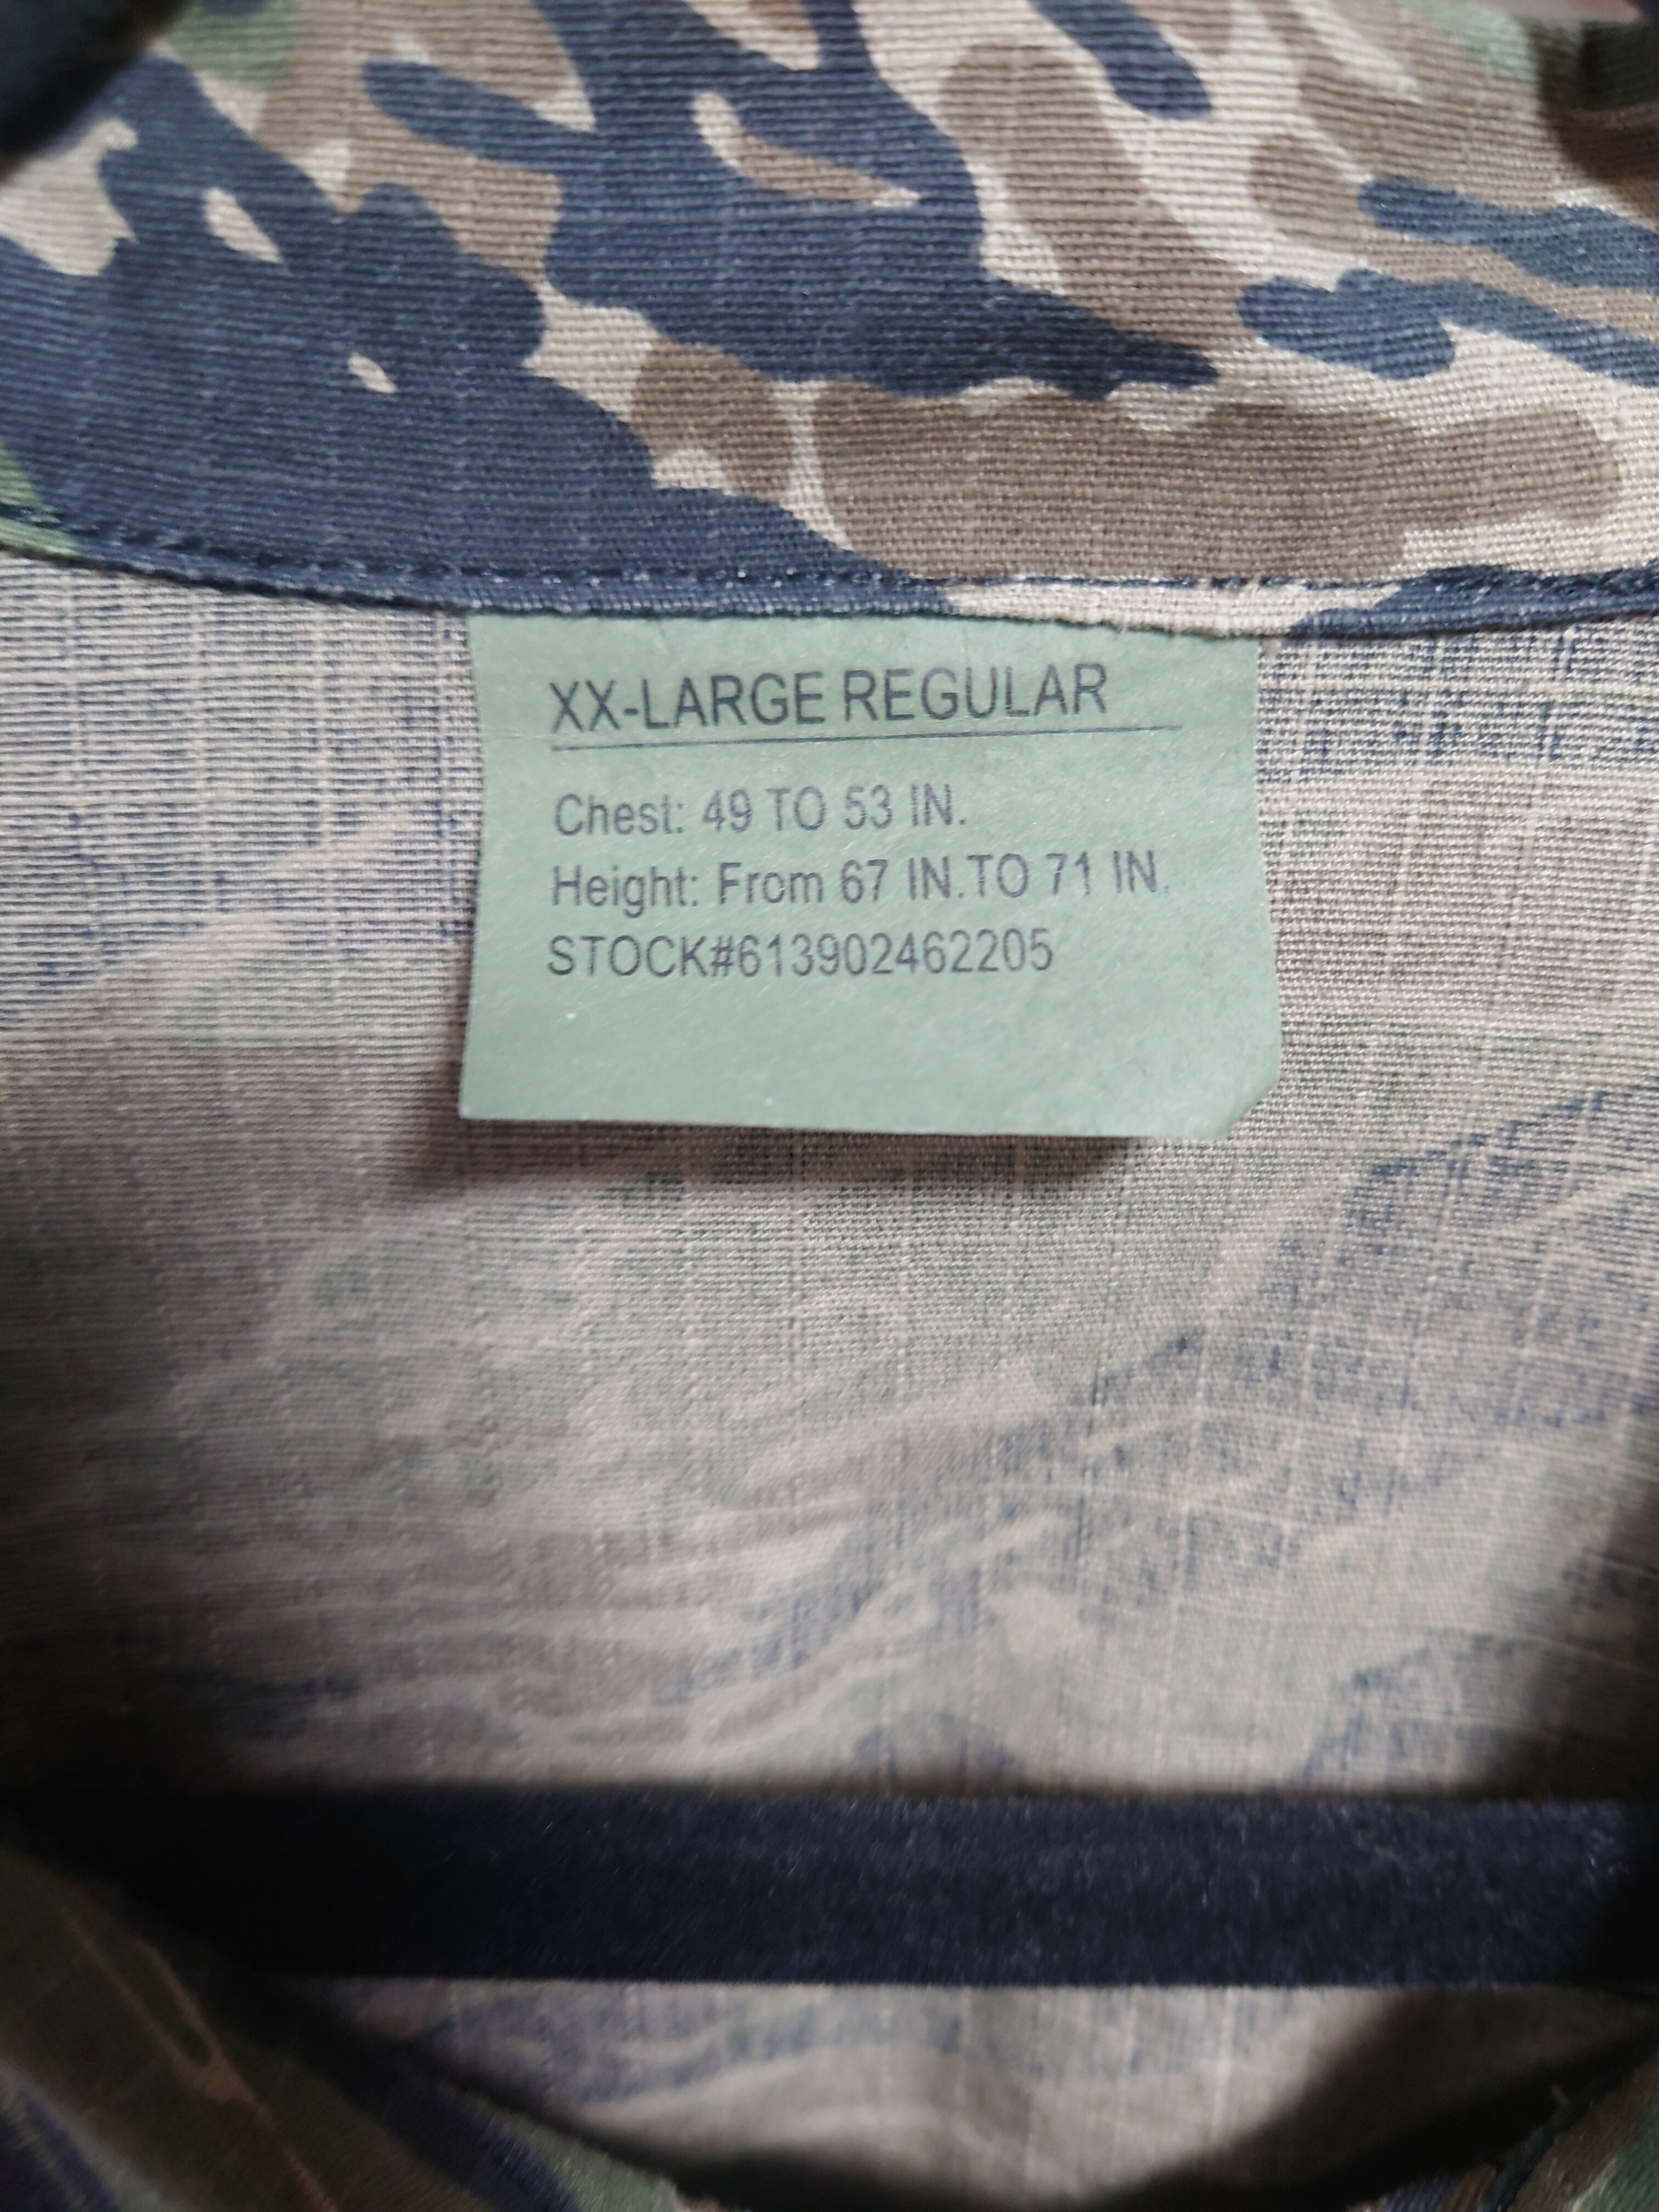 XX-LARGE REGULAR
Chest: 49 TO 53 IN.
Height: From 67 IN.TO 71 IN.
STOCK#613902462205